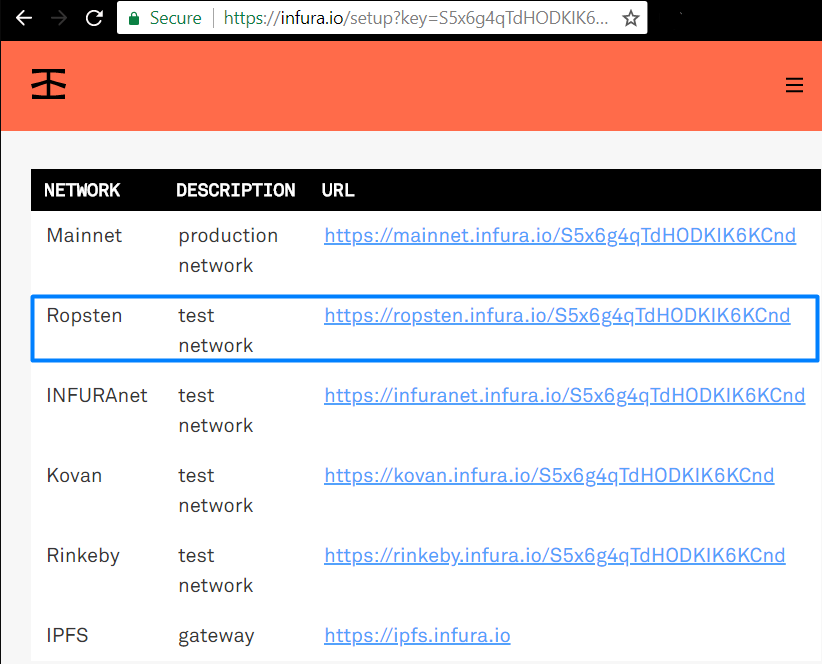 Secure https://infura.io/setup?key=S5x6g4qTdHODKIK6...
NETWORK DESCRIPTION URL
Mainnet production https://mainnet.infura.io/S5x6g4qTdHODKIK6KCnd
network
Ropsten test https://ropsten.infura.io/S5x6g4qTdHODKIK6KCnd
network
INFURAnet test https://infuranet.infura.io/S5x6g4qTdHODKIK6KCnd
network
Kovan test https://kovan.infura.io/S5x6g4qTdHODKIK6KCnd
network
Rinkeby test https://rinkeby.infura.io/S5x6g4qTdHODKIK6KCnd
network
IPFS gateway https://ipfs.infura.io